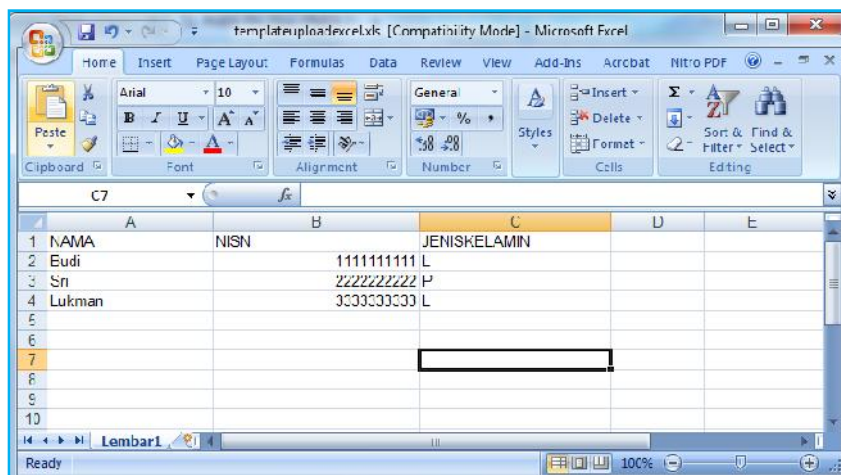 templateuploadexcel.xls [Compatibility Mode] - Microsoft Excel
Home Insert Page Layout Formulas Data Review View Add-Ins Acrobat Nitro PDF
Paste
Arial 10
B I U A A
A
General
% ,
Styles
Insert
Delete
Format
Σ
Sort & Filter
Find & Select
Clipboard Font Alignment Number Cells Editing
C7 fx
A B C D E
1 NAMA NISN JENISKELAMIN
2 Budi 1111111111 L
3 Sri 2222222222 P
4 Lukman 3333333333 L
5
6
7
8
9
10
Lembar1
Ready 100%